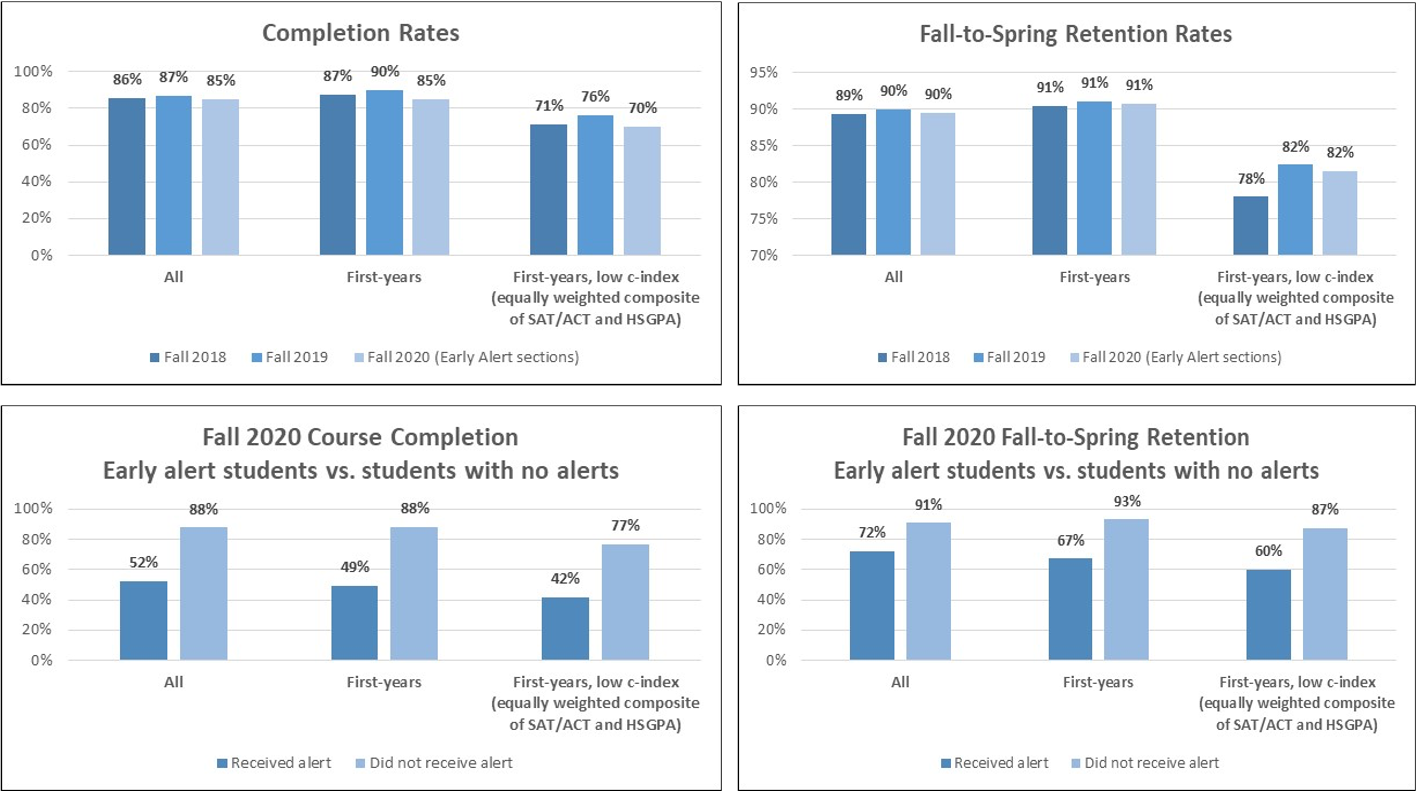 Completion Rates
100%
80%
60%
40%
20%
0%
86% 87% 85%
87% 90% 85%
71% 76% 70%
All
First-years
First-years, low c-index
(equally weighted composite
of SAT/ACT and HSGPA)
Fall 2018 Fall 2019 Fall 2020 (Early Alert sections)
Fall-to-Spring Retention Rates
95%
90%
85%
80%
75%
70%
89% 90% 90%
91% 91% 91%
78% 82% 82%
All
First-years
First-years, low c-index
(equally weighted composite
of SAT/ACT and HSGPA)
Fall 2018 Fall 2019 Fall 2020 (Early Alert sections)
Fall 2020 Course Completion
Early alert students vs. students with no alerts
100%
80%
60%
40%
20%
0%
52% 88%
49% 88%
42% 77%
All
First-years
First-years, low c-index
(equally weighted composite
of SAT/ACT and HSGPA)
Received alert Did not receive alert
Fall 2020 Fall-to-Spring Retention
Early alert students vs. students with no alerts
100%
80%
60%
40%
20%
0%
72% 91%
67% 93%
60% 87%
All
First-years
First-years, low c-index
(equally weighted composite
of SAT/ACT and HSGPA)
Received alert Did not receive alert